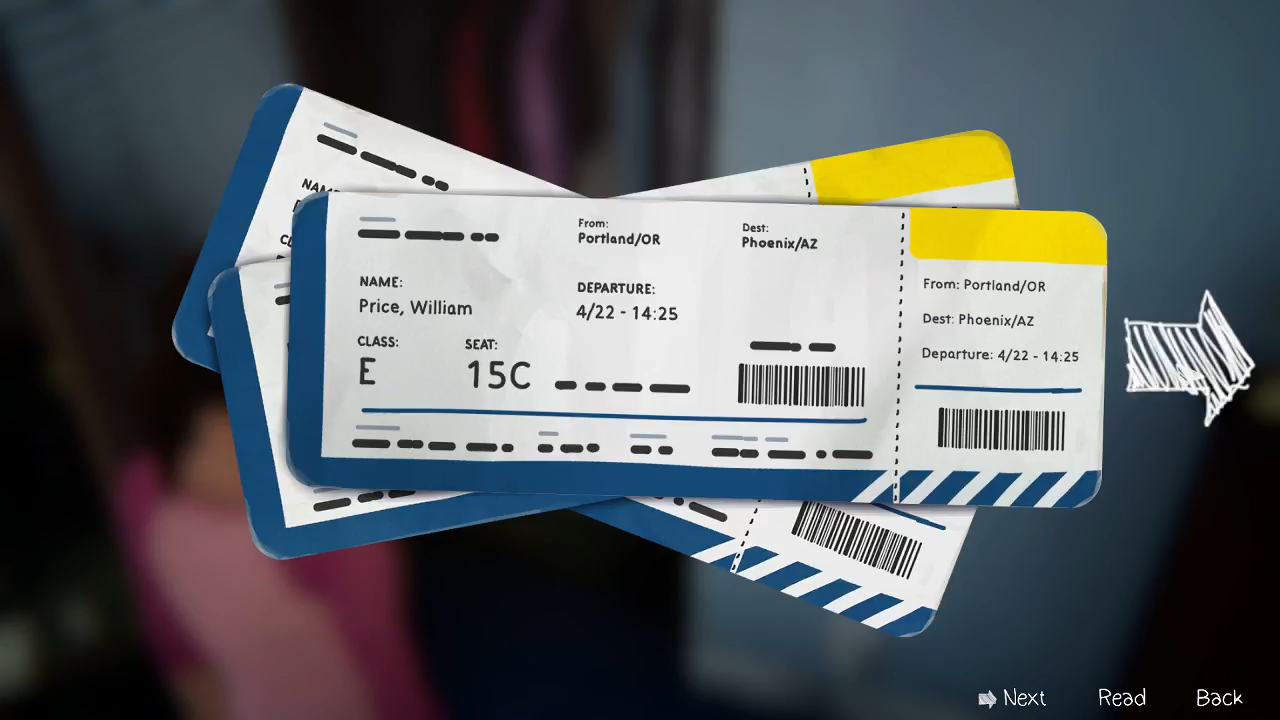 From:
Portland/OR
Dest:
Phoenix/AZ
NAME:
Price, William
DEPARTURE:
4/22 - 14:25
CLASS:
E
SEAT:
15C
From: Portland/OR
Dest: Phoenix/AZ
Departure: 4/22 - 14:25
Next
Read
Back